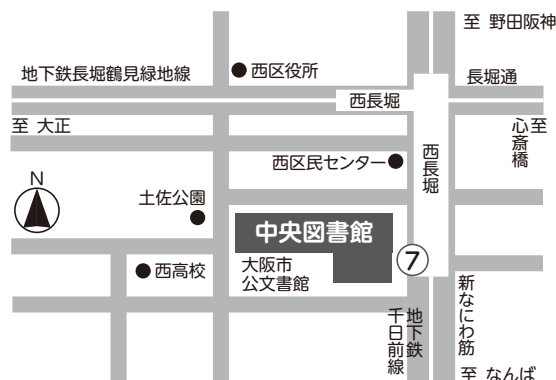 至 野田阪神
地下鉄長堀鶴見緑地線
西区役所
長堀通
西長堀
至 大正
至
心斎橋
西区民センター
西長堀
N
土佐公園
中央図書館
7
西高校
大阪市
公文書館
新なにわ筋
地下鉄
千日前線
至 なんば